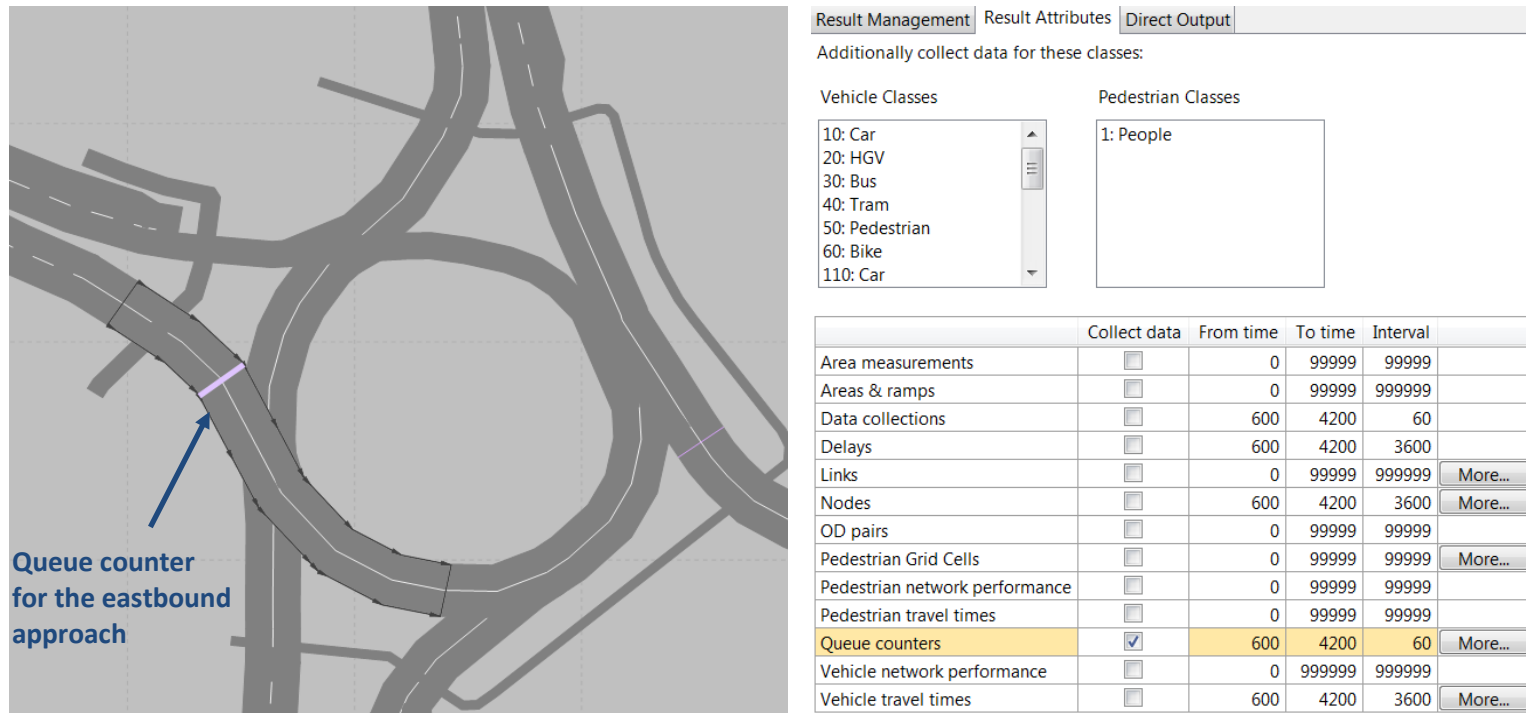 Queue counter
for the eastbound
approach
Result Management Result Attributes Direct Output
Additionally collect data for these classes:
Vehicle Classes Pedestrian Classes
10: Car
20: HGV
30: Bus
40: Tram
50: Pedestrian
60: Bike
110: Car
1: People
Collect data From time To time Interval
Area measurements 0 99999 99999
Areas & ramps 0 99999 999999
Data collections 600 4200 60
Delays 600 4200 3600
Links 0 99999 999999 More...
Nodes 600 4200 3600 More...
OD pairs 0 99999 99999
Pedestrian Grid Cells 0 99999 99999 More...
Pedestrian network performance 0 99999 99999
Pedestrian travel times 0 99999 99999
Queue counters 600 4200 60 More...
Vehicle network performance 0 999999 999999
Vehicle travel times 600 4200 3600 More...